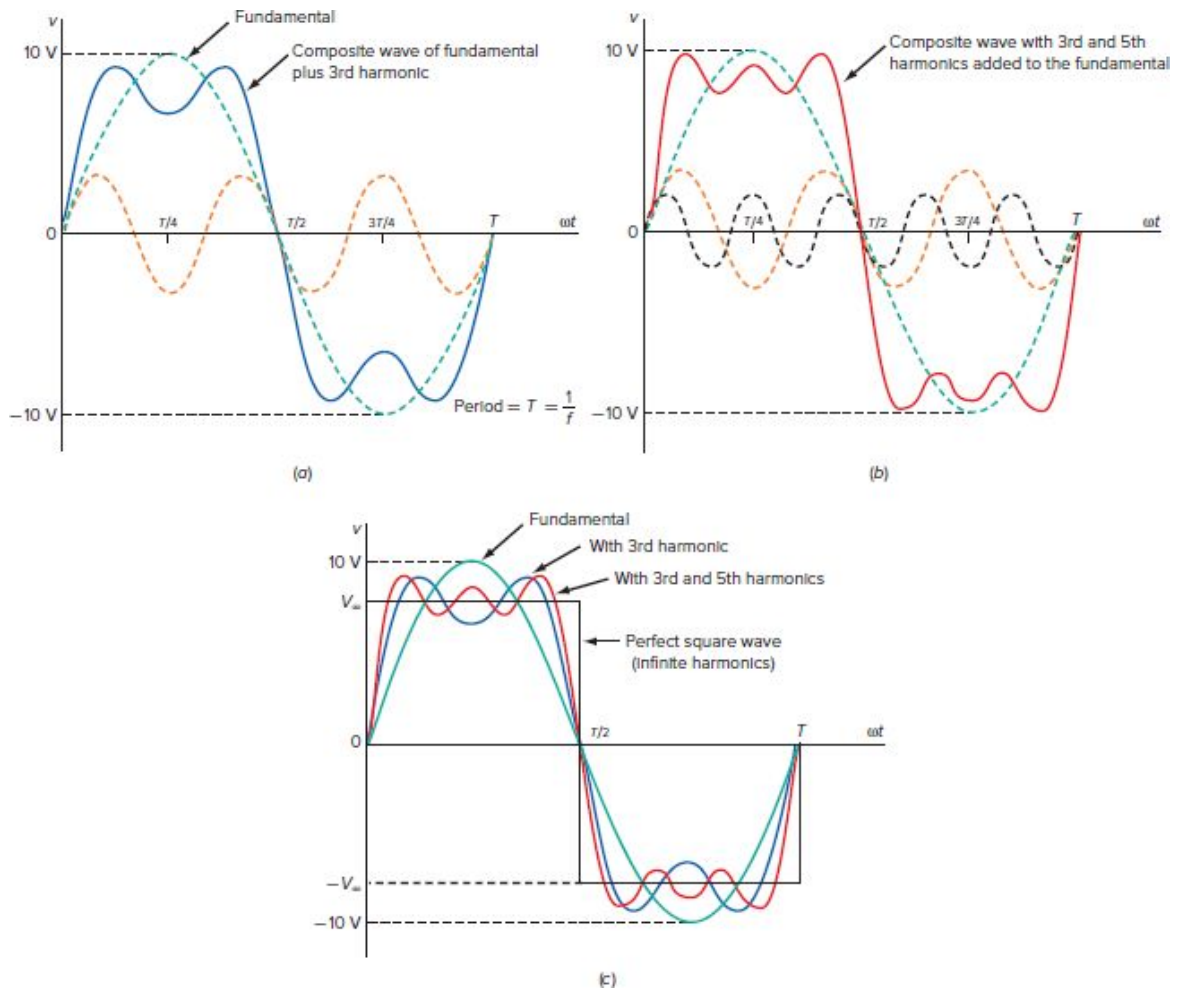 v
Fundamental
10 V
Composite wave of fundamental
plus 3rd harmonic
0
T/4
T/2
3T/4
T
ωt
−10 V
Period = T = 1/f
(a)
v
10 V
Composite wave with 3rd and 5th
harmonics added to the fundamental
0
T/4
T/2
3T/4
T
ωt
−10 V
(b)
v
Fundamental
10 V
With 3rd harmonic
With 3rd and 5th harmonics
V∞
Perfect square wave
(infinite harmonics)
0
T/2
T
ωt
−V∞
−10 V
(c)